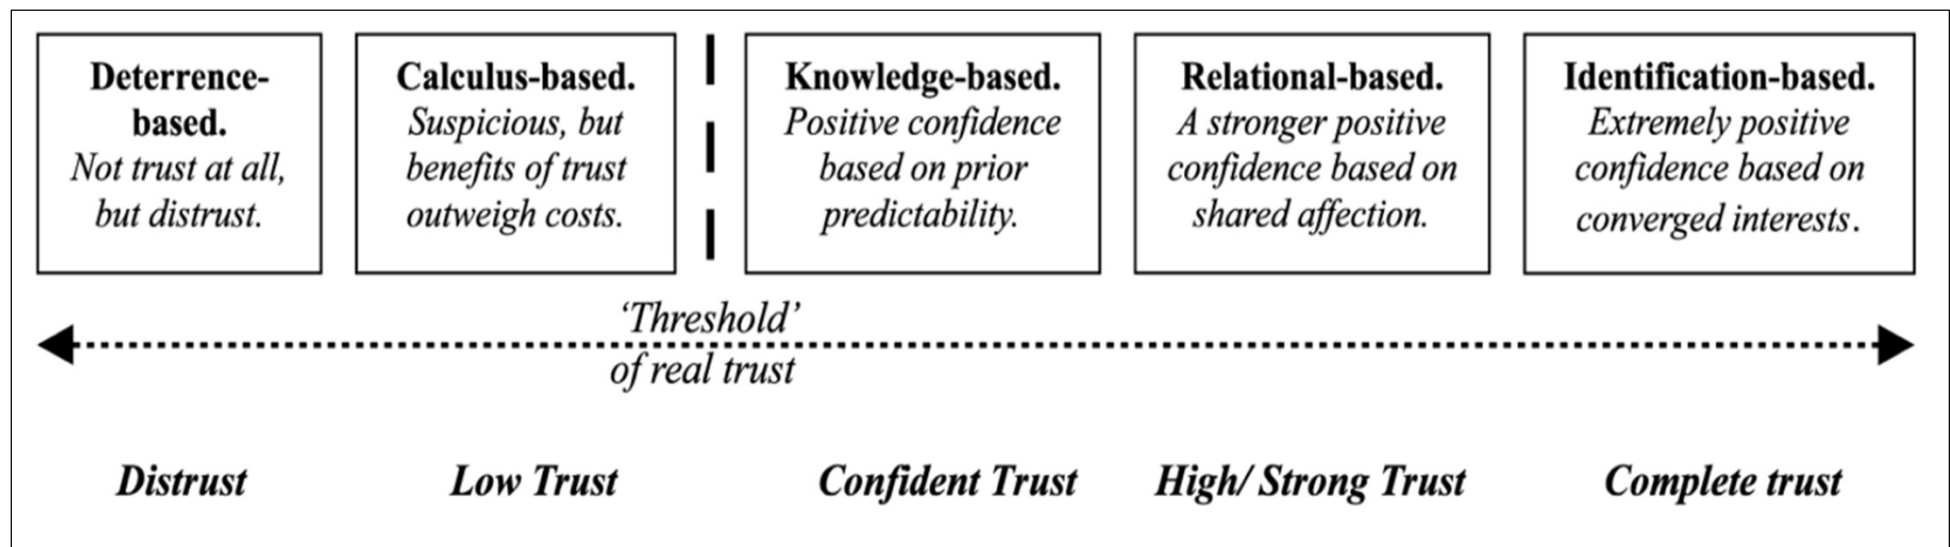 Deterrence-
based.
Not trust at all,
but distrust.
Calculus-based.
Suspicious, but
benefits of trust
outweigh costs.
Knowledge-based.
Positive confidence
based on prior
predictability.
Relational-based.
A stronger positive
confidence based on
shared affection.
Identification-based.
Extremely positive
confidence based on
converged interests.
‘Threshold’
of real trust
Distrust
Low Trust
Confident Trust
High/ Strong Trust
Complete trust